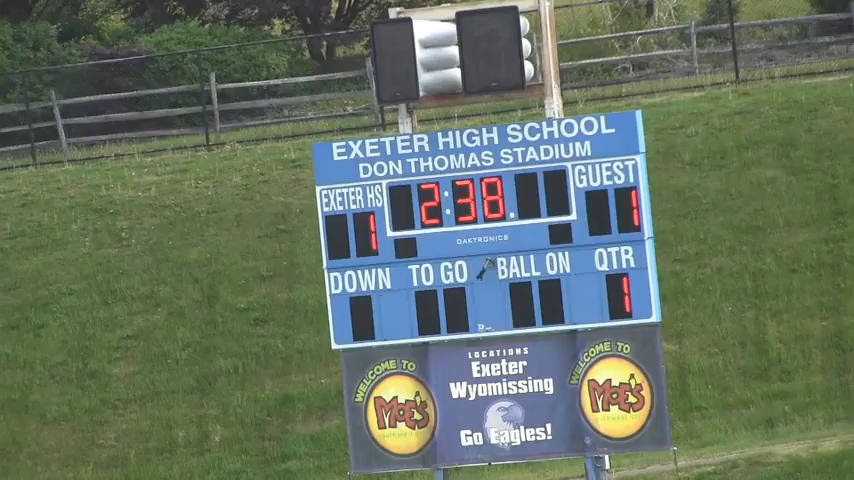 EXETER HIGH SCHOOL
DON THOMAS STADIUM
EXETER HS 2:38 GUEST
1 1
DAKTRONICS
DOWN TO GO BALL ON QTR
1
WELCOME TO
MOE'S
LOCATIONS
Exeter
Wyomissing
Go Eagles!
WELCOME TO
MOE'S